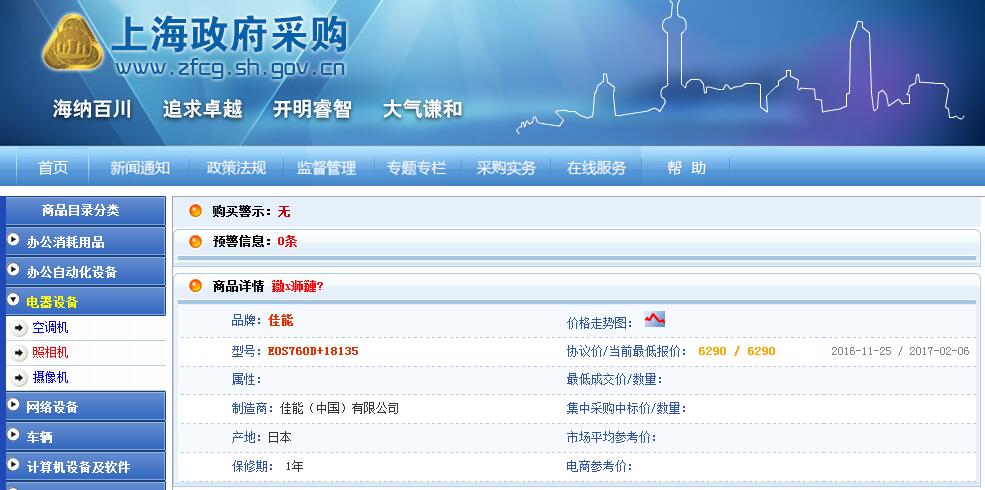 上海政府采购
www.zfcg.sh.gov.cn
海纳百川 追求卓越 开明睿智 大气谦和
首页 新闻通知 政策法规 监督管理 专题专栏 采购实务 在线服务 帮 助
商品目录分类
办公消耗用品
办公自动化设备
电器设备
空调机
照相机
摄像机
网络设备
车辆
计算机设备及软件
购买警示：无
预警信息：0条
商品详情
品牌：佳能 价格走势图：
型号：EOS760D+18135 协议价/当前最低报价： 6290 / 6290 2016-11-25 / 2017-02-06
属性： 最低成交价/数量：
制造商：佳能（中国）有限公司 集中采购中标价/数量：
产地：日本 市场平均参考价：
保修期： 1年 电商参考价：